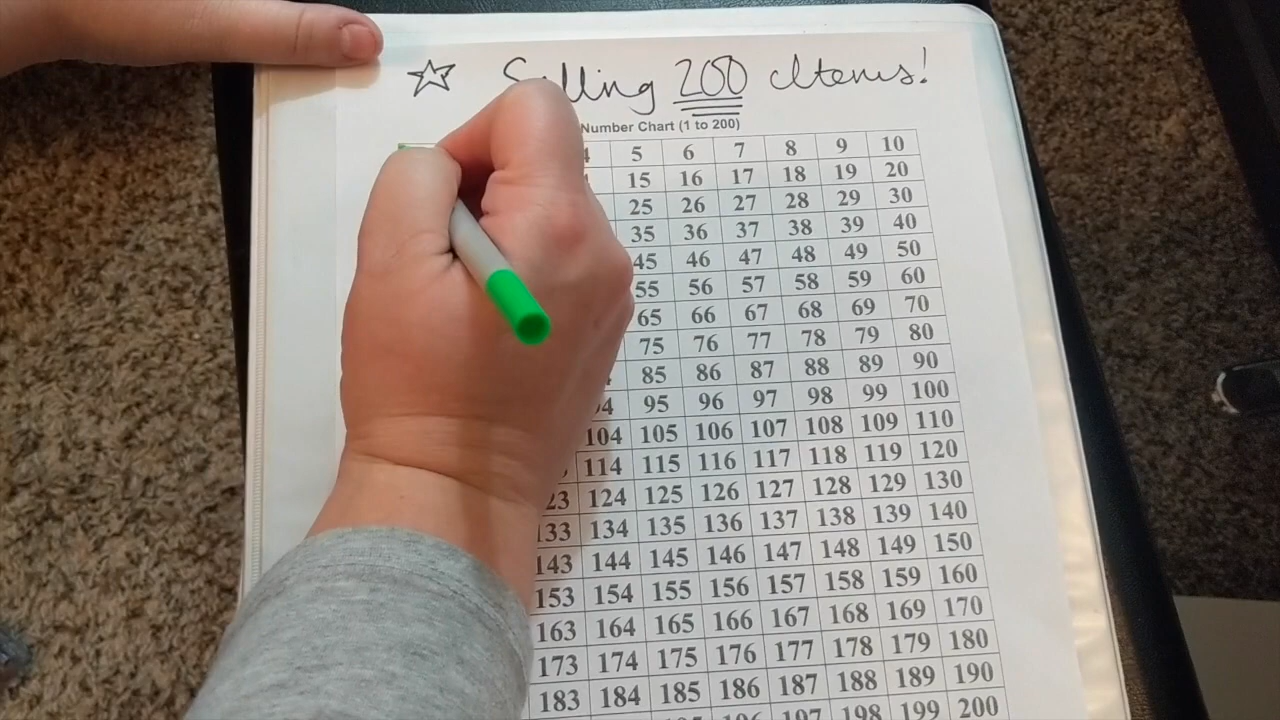 Selling 200 Items!
Number Chart (1 to 200)
5 6 7 8 9 10
15 16 17 18 19 20
25 26 27 28 29 30
35 36 37 38 39 40
45 46 47 48 49 50
55 56 57 58 59 60
65 66 67 68 69 70
75 76 77 78 79 80
85 86 87 88 89 90
95 96 97 98 99 100
104 105 106 107 108 109 110
114 115 116 117 118 119 120
23 124 125 126 127 128 129 130
133 134 135 136 137 138 139 140
143 144 145 146 147 148 149 150
153 154 155 156 157 158 159 160
163 164 165 166 167 168 169 170
173 174 175 176 177 178 179 180
183 184 185 186 187 188 189 190
198 199 200